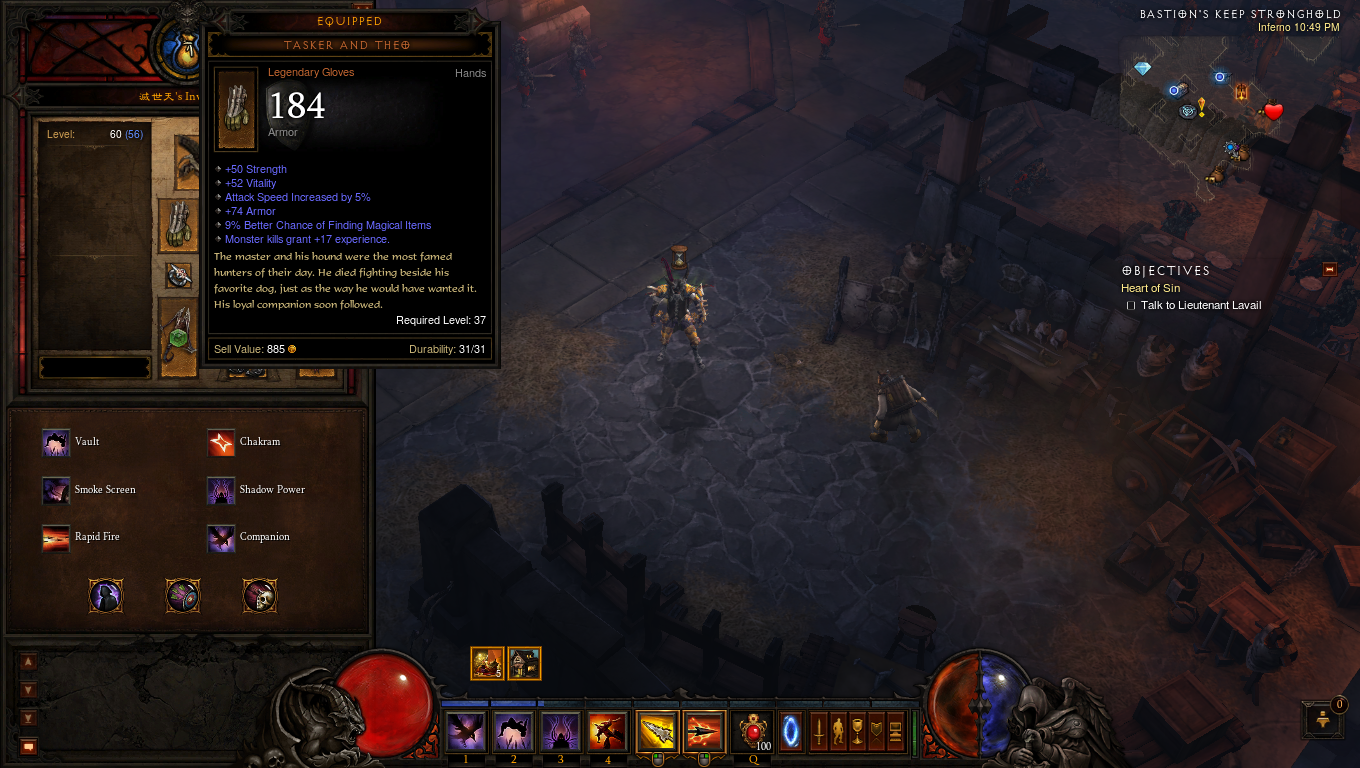 EQUIPPED
TASKER AND THEO
Legendary Gloves
Hands
184
Armor
+50 Strength
+52 Vitality
Attack Speed Increased by 5%
+74 Armor
9% Better Chance of Finding Magical Items
Monster kills grant +17 experience.
The master and his hound were the most famed
hunters of their day. He died fighting beside his
favorite dog, just as the way he would have wanted it.
His loyal companion soon followed.
Required Level: 37
Sell Value: 885
Durability: 31/31
滅世天's Inv
Level: 60 (56)
Vault
Chakram
Smoke Screen
Shadow Power
Rapid Fire
Companion
BASTION'S KEEP STRONGHOLD
Inferno 10:49 PM
OBJECTIVES
Heart of Sin
Talk to Lieutenant Lavail
5
100
1
2
3
4
Q
0